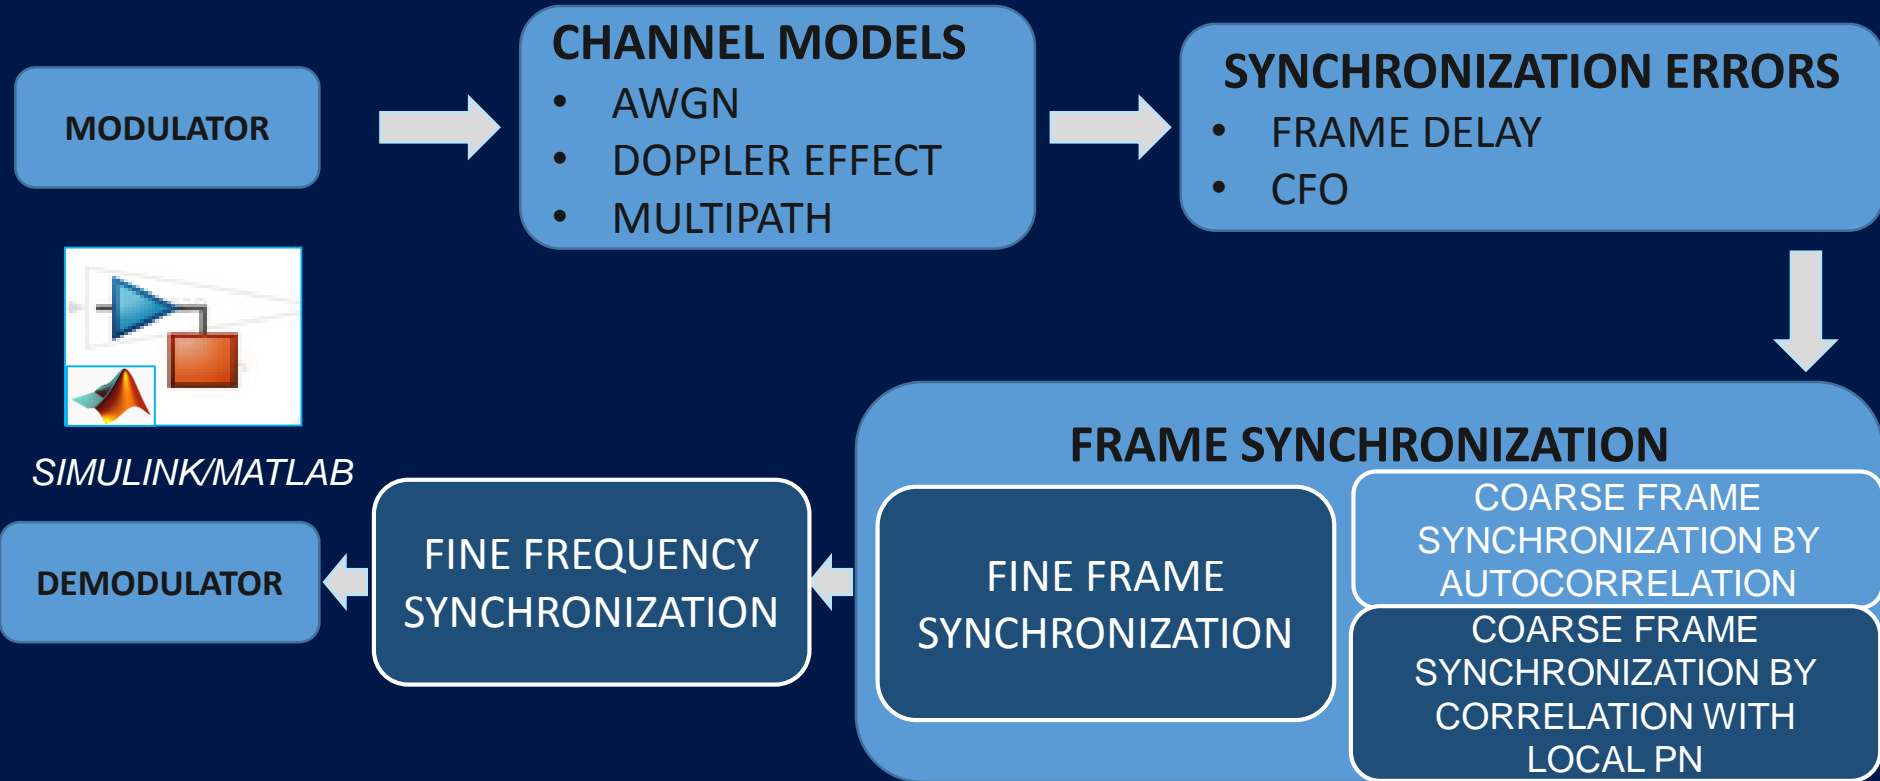 MODULATOR
CHANNEL MODELS
• AWGN
• DOPPLER EFFECT
• MULTIPATH
SYNCHRONIZATION ERRORS
• FRAME DELAY
• CFO
SIMULINK/MATLAB
FRAME SYNCHRONIZATION
COARSE FRAME
SYNCHRONIZATION BY
AUTOCORRELATION
COARSE FRAME
SYNCHRONIZATION BY
CORRELATION WITH
LOCAL PN
FINE FRAME
SYNCHRONIZATION
FINE FREQUENCY
SYNCHRONIZATION
DEMODULATOR